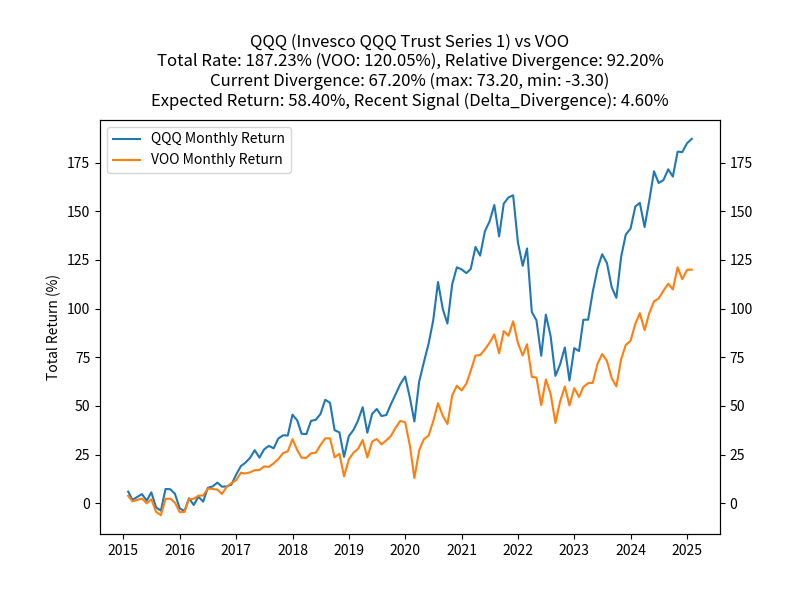 QQQ (Invesco QQQ Trust Series 1) vs VOO
Total Rate: 187.23% (VOO: 120.05%), Relative Divergence: 92.20%
Current Divergence: 67.20% (max: 73.20, min: -3.30)
Expected Return: 58.40%, Recent Signal (Delta_Divergence): 4.60%
QQQ Monthly Return
VOO Monthly Return
Total Return (%)
175
150
125
100
75
50
25
0
175
150
125
100
75
50
25
0
2015 2016 2017 2018 2019 2020 2021 2022 2023 2024 2025